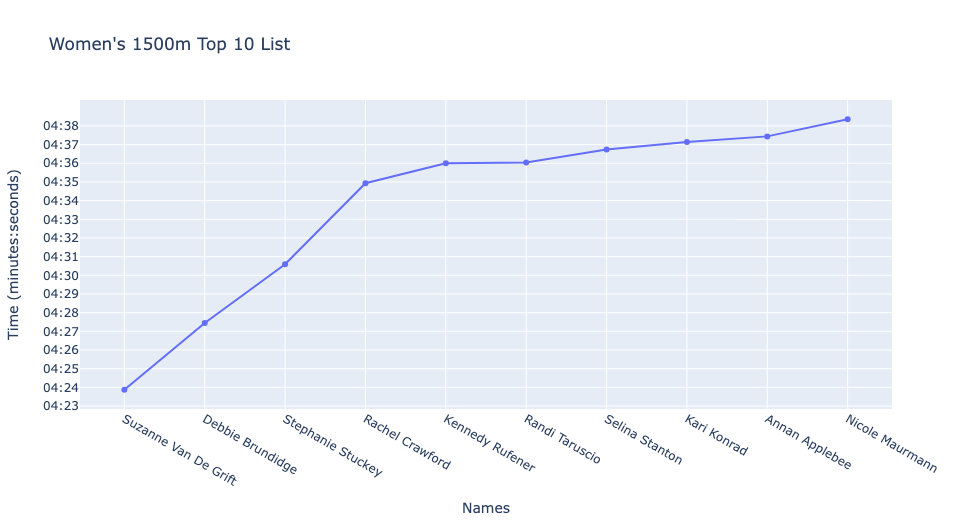 Women's 1500m Top 10 List
Time (minutes:seconds)
04:38
04:37
04:36
04:35
04:34
04:33
04:32
04:31
04:30
04:29
04:28
04:27
04:26
04:25
04:24
04:23
Suzanne Van De Grift
Debbie Brundidge
Stephanie Stuckey
Rachel Crawford
Kennedy Rufener
Randi Taruscio
Selina Stanton
Kari Konrad
Annan Applebee
Nicole Maurmann
Names